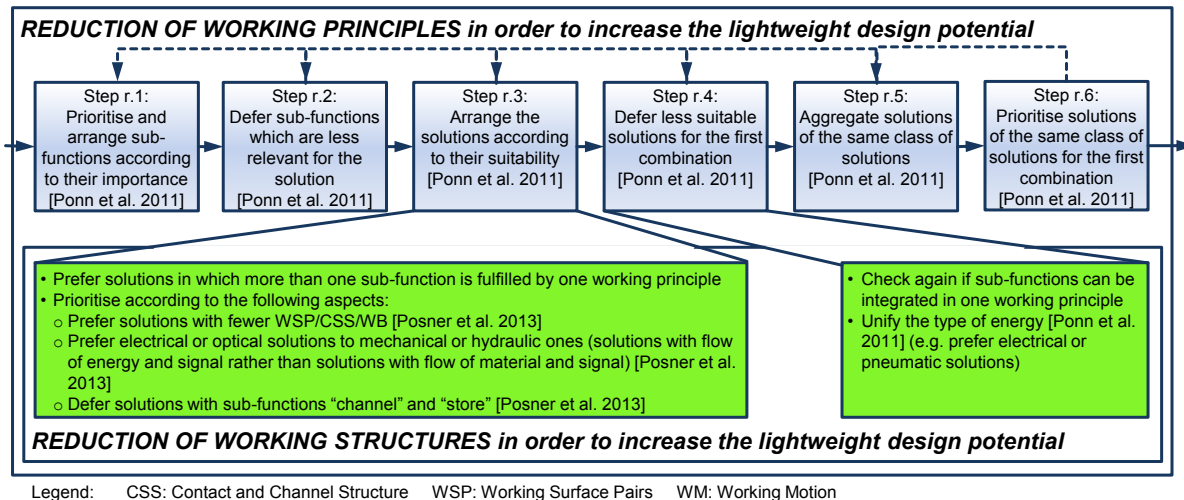 REDUCTION OF WORKING PRINCIPLES in order to increase the lightweight design potential
Step r.1:
Prioritise and
arrange sub-
functions according
to their importance
[Ponn et al. 2011]
Step r.2:
Defer sub-functions
which are less
relevant for the
solution
[Ponn et al. 2011]
Step r.3:
Arrange the
solutions according
to their suitability
[Ponn et al. 2011]
Step r.4:
Defer less suitable
solutions for the first
combination
[Ponn et al. 2011]
Step r.5:
Aggregate solutions
of the same class of
solutions
[Ponn et al. 2011]
Step r.6:
Prioritise solutions
of the same class of
solutions for the first
combination
[Ponn et al. 2011]
• Prefer solutions in which more than one sub-function is fulfilled by one working principle
• Prioritise according to the following aspects:
o Prefer solutions with fewer WSP/CSS/WB [Posner et al. 2013]
o Prefer electrical or optical solutions to mechanical or hydraulic ones (solutions with flow
of energy and signal rather than solutions with flow of material and signal) [Posner et al.
2013]
o Defer solutions with sub-functions “channel” and “store” [Posner et al. 2013]
• Check again if sub-functions can be
integrated in one working principle
• Unify the type of energy [Ponn et al.
2011] (e.g. prefer electrical or
pneumatic solutions)
REDUCTION OF WORKING STRUCTURES in order to increase the lightweight design potential
Legend: CSS: Contact and Channel Structure WSP: Working Surface Pairs WM: Working Motion